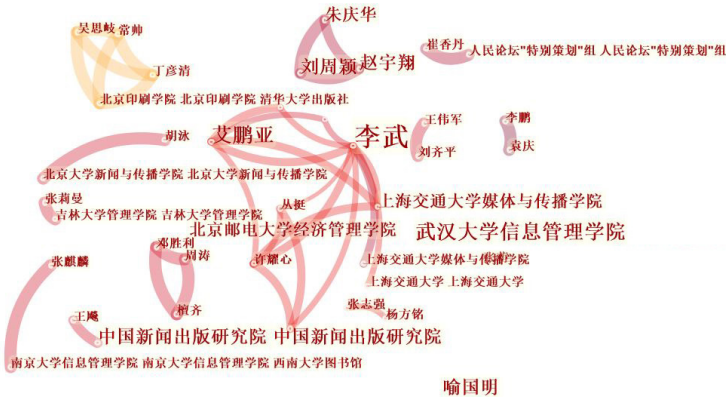 朱庆华
吴思岐 常帅
崔香丹
人民论坛"特别策划"组 人民论坛"特别策划"组
刘周颖
赵宇翔
丁彦清
北京印刷学院 北京印刷学院 清华大学出版社
王伟军
李鹏
胡泳
艾鹏亚
李武
刘齐平
袁庆
北京大学新闻与传播学院 北京大学新闻与传播学院
张莉曼
丛挺
上海交通大学媒体与传播学院
吉林大学管理学院 吉林大学管理学院
北京邮电大学经济管理学院
武汉大学信息管理学院
邓胜利
周涛
张麒麟
许耀心
上海交通大学媒体与传播学院
上海交通大学 上海交通大学
檀齐
张志强
杨方铭
王飚
中国新闻出版研究院 中国新闻出版研究院
南京大学信息管理学院 南京大学信息管理学院 西南大学图书馆
喻国明